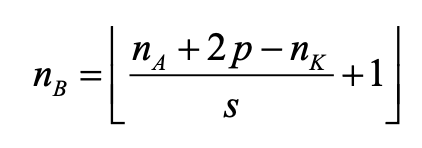 n_B = ⌊(n_A + 2p − n_K)/s + 1⌋